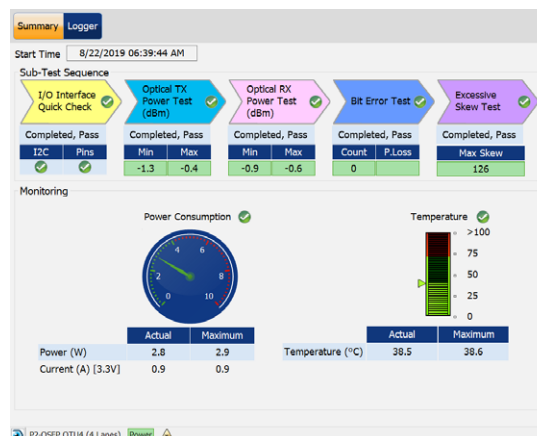 Summary Logger
Start Time 8/22/2019 06:39:44 AM
Sub-Test Sequence
I/O Interface Quick Check
Optical TX Power Test (dBm)
Optical RX Power Test (dBm)
Bit Error Test
Excessive Skew Test
Completed, Pass Completed, Pass Completed, Pass Completed, Pass Completed, Pass
I2C Pins Min Max Min Max Count P.Loss Max Skew
-1.3 -0.4 -0.9 -0.6 0 126
Monitoring
Power Consumption
0 2 4 6 8 10
Temperature
>100
75
50
25
0
Actual Maximum
Power (W) 2.8 2.9
Current (A) [3.3V] 0.9 0.9
Actual Maximum
Temperature (°C) 38.5 38.6
(4 Lanes) Power